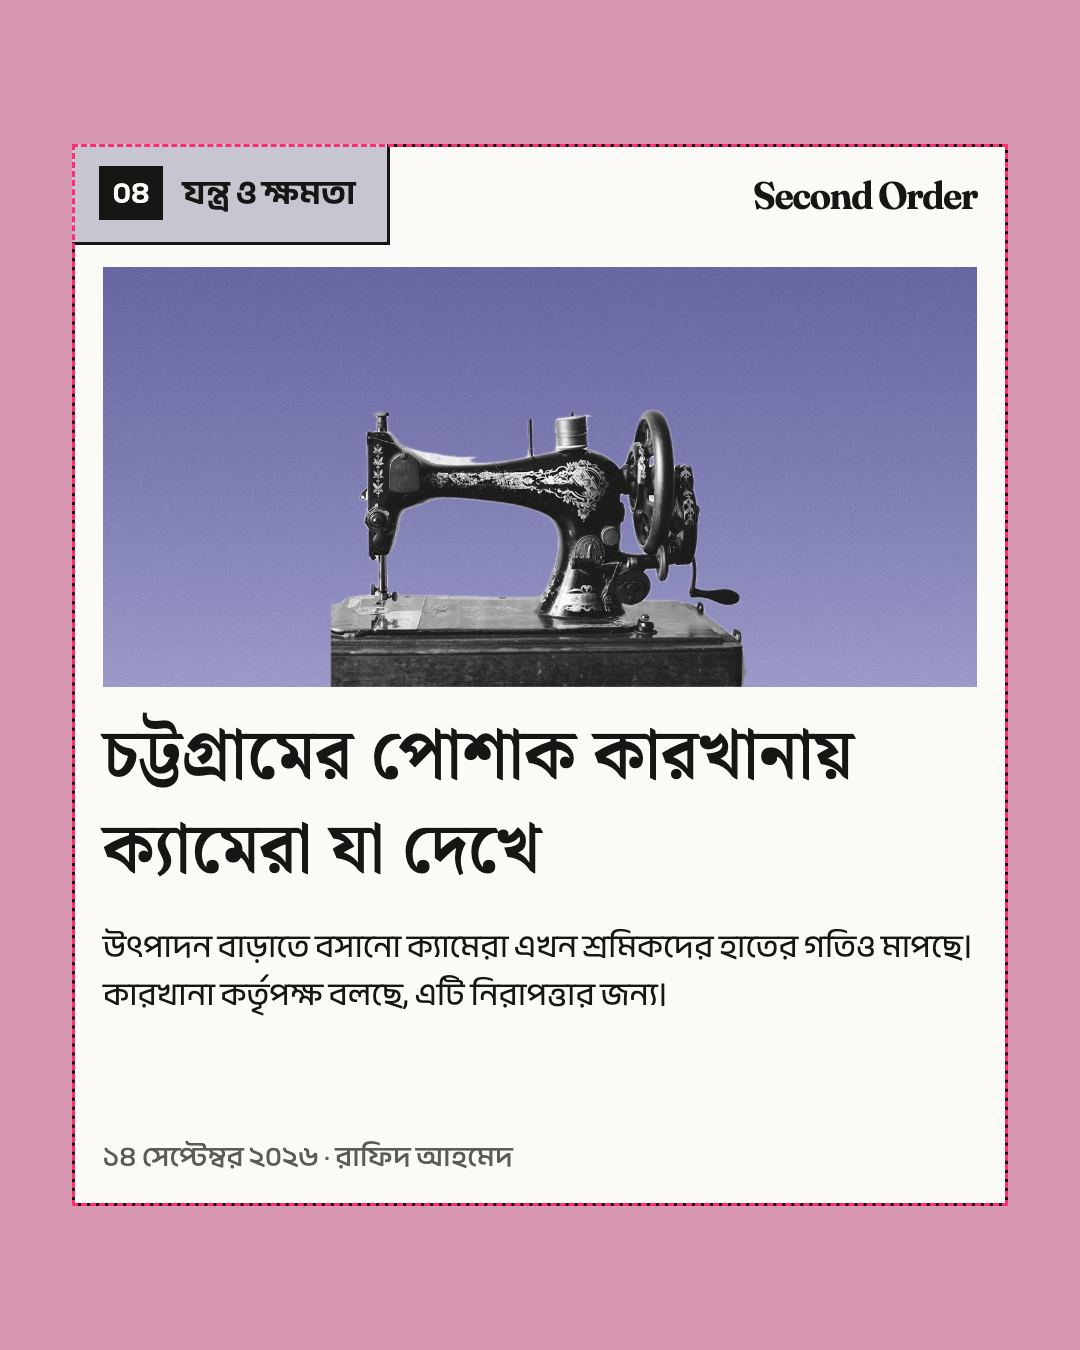 08 যন্ত্র ও ক্ষমতা
Second Order
চট্টগ্রামের পোশাক কারখানায়
ক্যামেরা যা দেখে
উৎপাদন বাড়াতে বসানো ক্যামেরা এখন শ্রমিকদের হাতের গতিও মাপছে।
কারখানা কর্তৃপক্ষ বলছে, এটি নিরাপত্তার জন্য।
১৪ সেপ্টেম্বর ২০২৬ · রাফিদ আহমেদ